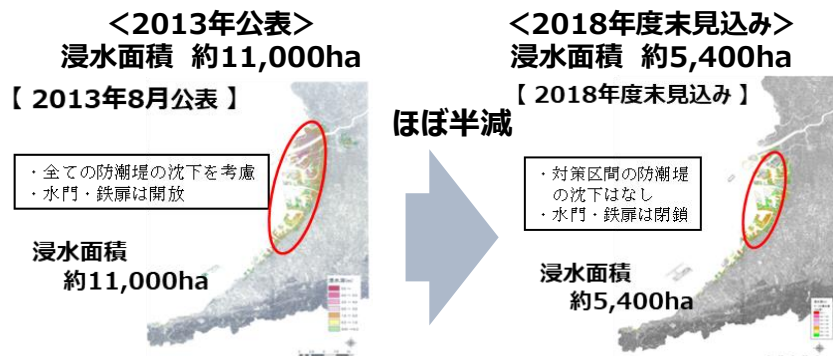 <2013年公表>
浸水面積 約11,000ha
【 2013年8月公表 】
・全ての防潮堤の沈下を考慮
・水門・鉄扉は開放
浸水面積
約11,000ha
ほぼ半減
<2018年度末見込み>
浸水面積 約5,400ha
【 2018年度末見込み 】
・対策区間の防潮堤
の沈下はなし
・水門・鉄扉は閉鎖
浸水面積
約5,400ha